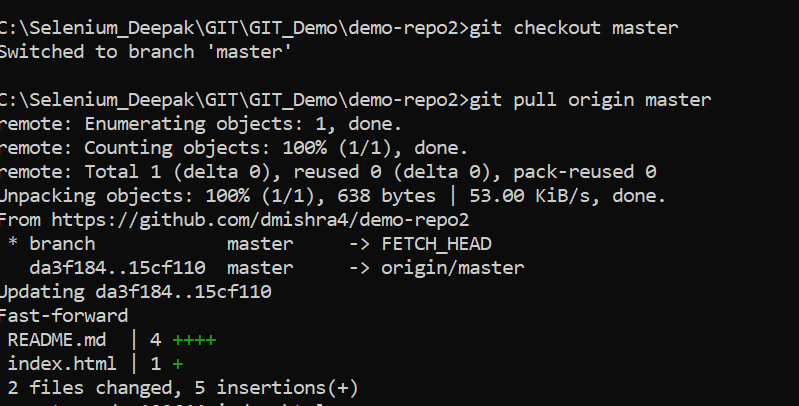 C:\Selenium_Deepak\GIT\GIT_Demo\demo-repo2>git checkout master
Switched to branch 'master'
C:\Selenium_Deepak\GIT\GIT_Demo\demo-repo2>git pull origin master
remote: Enumerating objects: 1, done.
remote: Counting objects: 100% (1/1), done.
remote: Total 1 (delta 0), reused 0 (delta 0), pack-reused 0
Unpacking objects: 100% (1/1), 638 bytes | 53.00 KiB/s, done.
From https://github.com/dmishra4/demo-repo2
 * branch            master     -> FETCH_HEAD
   da3f184..15cf110  master     -> origin/master
Updating da3f184..15cf110
Fast-forward
 README.md  | 4 ++++
 index.html | 1 +
 2 files changed, 5 insertions(+)